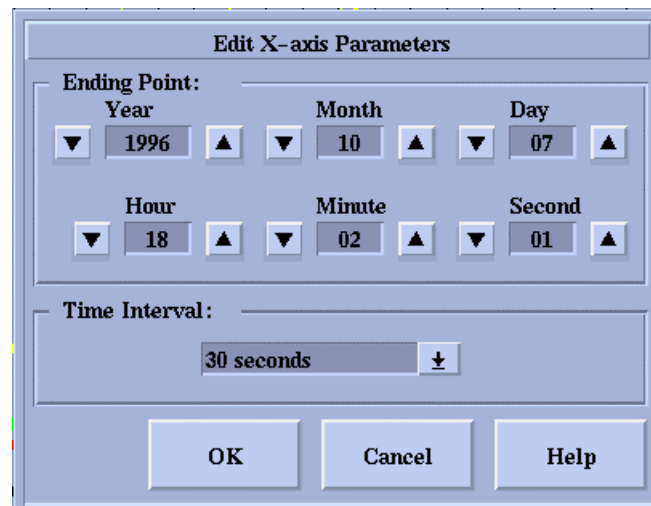 Edit X-axis Parameters
Ending Point:
Year Month Day
1996 10 07
Hour Minute Second
18 02 01
Time Interval:
30 seconds
OK Cancel Help